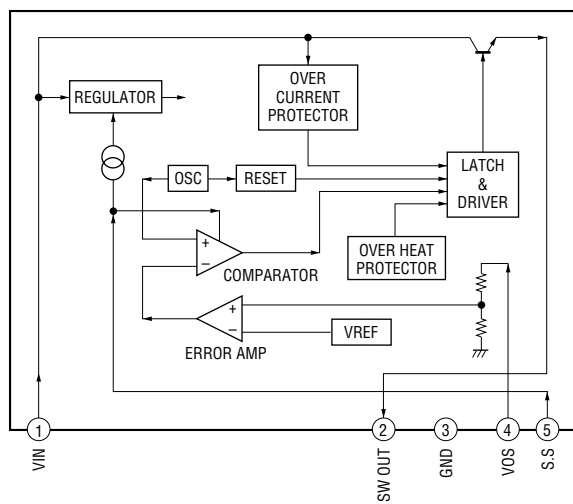 OVER
CURRENT
PROTECTOR
REGULATOR
LATCH
&
DRIVER
OSC
RESET
+
−
COMPARATOR
OVER HEAT
PROTECTOR
+
−
VREF
ERROR AMP
1
2
3
4
5
VIN
SW OUT
GND
VOS
S.S